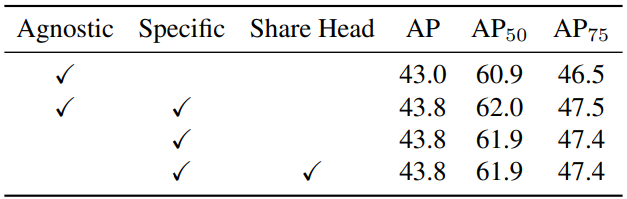 Agnostic Specific Share Head AP AP50 AP75
✓ 43.0 60.9 46.5
✓ ✓ 43.8 62.0 47.5
✓ 43.8 61.9 47.4
✓ ✓ 43.8 61.9 47.4